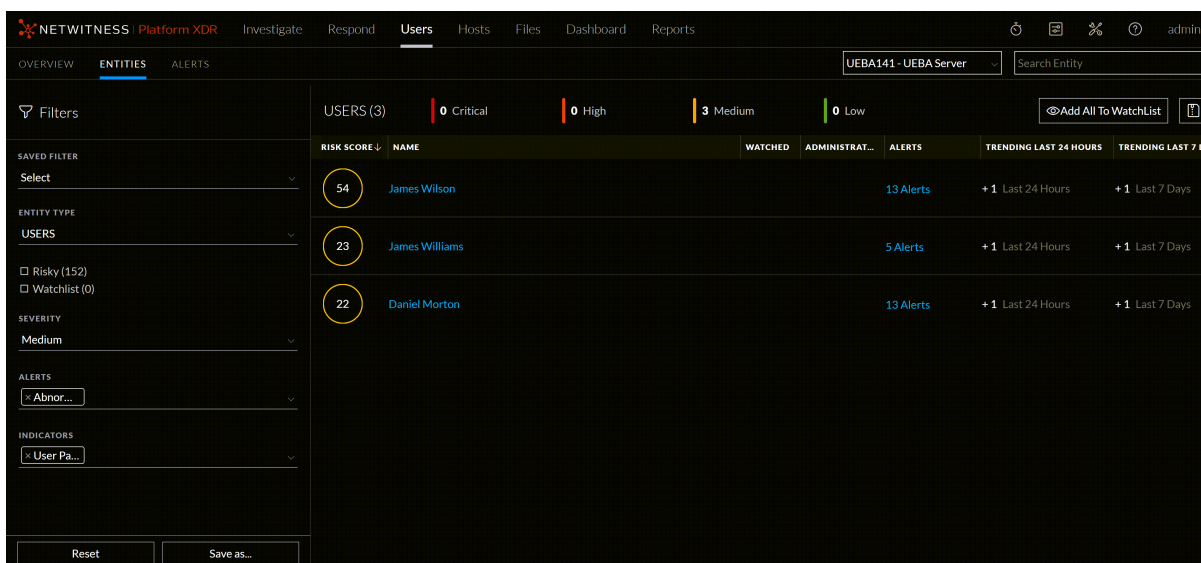 NETWITNESS | Platform XDR Investigate Respond Users Hosts Files Dashboard Reports admin
OVERVIEW ENTITIES ALERTS UEBA141 - UEBA Server Search Entity
Filters
SAVED FILTER
Select
ENTITY TYPE
USERS
Risky (152)
Watchlist (0)
SEVERITY
Medium
ALERTS
× Abnor...
INDICATORS
× User Pa...
Reset Save as...
USERS (3) 0 Critical 0 High 3 Medium 0 Low Add All To WatchList
RISK SCORE NAME WATCHED ADMINISTRAT... ALERTS TRENDING LAST 24 HOURS TRENDING LAST 7
54 James Wilson 13 Alerts +1 Last 24 Hours +1 Last 7 Days
23 James Williams 5 Alerts +1 Last 24 Hours +1 Last 7 Days
22 Daniel Morton 13 Alerts +1 Last 24 Hours +1 Last 7 Days